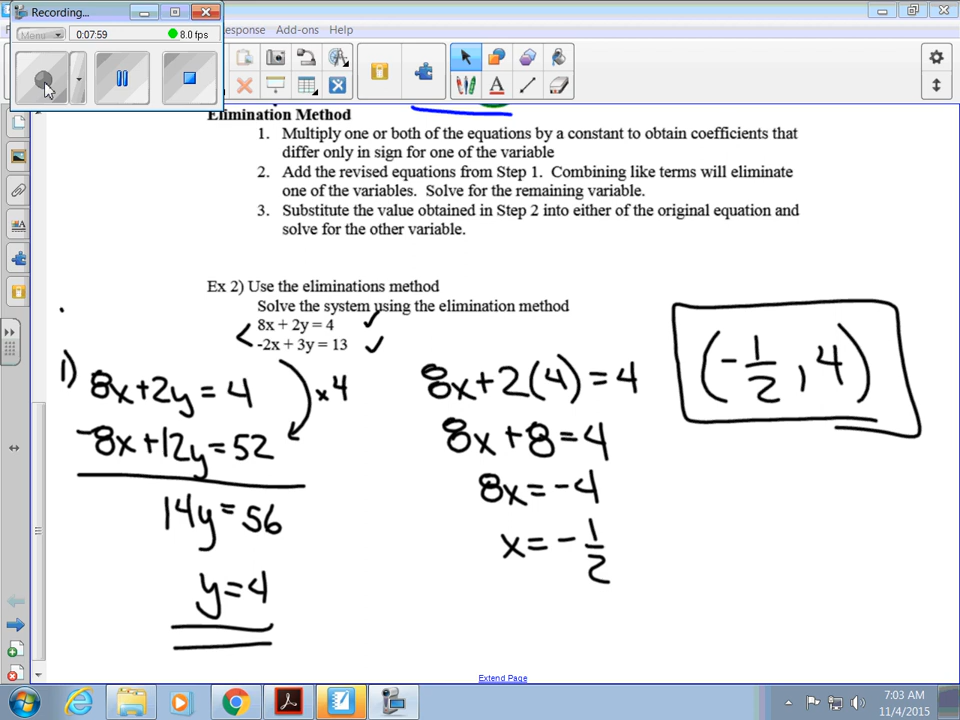 Recording...
Menu 0:07:59 8.0 fps
Response Add-ons Help
Elimination Method
1. Multiply one or both of the equations by a constant to obtain coefficients that
differ only in sign for one of the variable
2. Add the revised equations from Step 1. Combining like terms will eliminate
one of the variables. Solve for the remaining variable.
3. Substitute the value obtained in Step 2 into either of the original equation and
solve for the other variable.
Ex 2) Use the eliminations method
Solve the system using the elimination method
8x + 2y = 4
-2x + 3y = 13
1) 8x+2y=4
x4
-8x+12y=52
14y=56
y=4
8x+2(4)=4
8x+8=4
8x=-4
x=-1/2
(-1/2, 4)
Extend Page
7:03 AM
11/4/2015